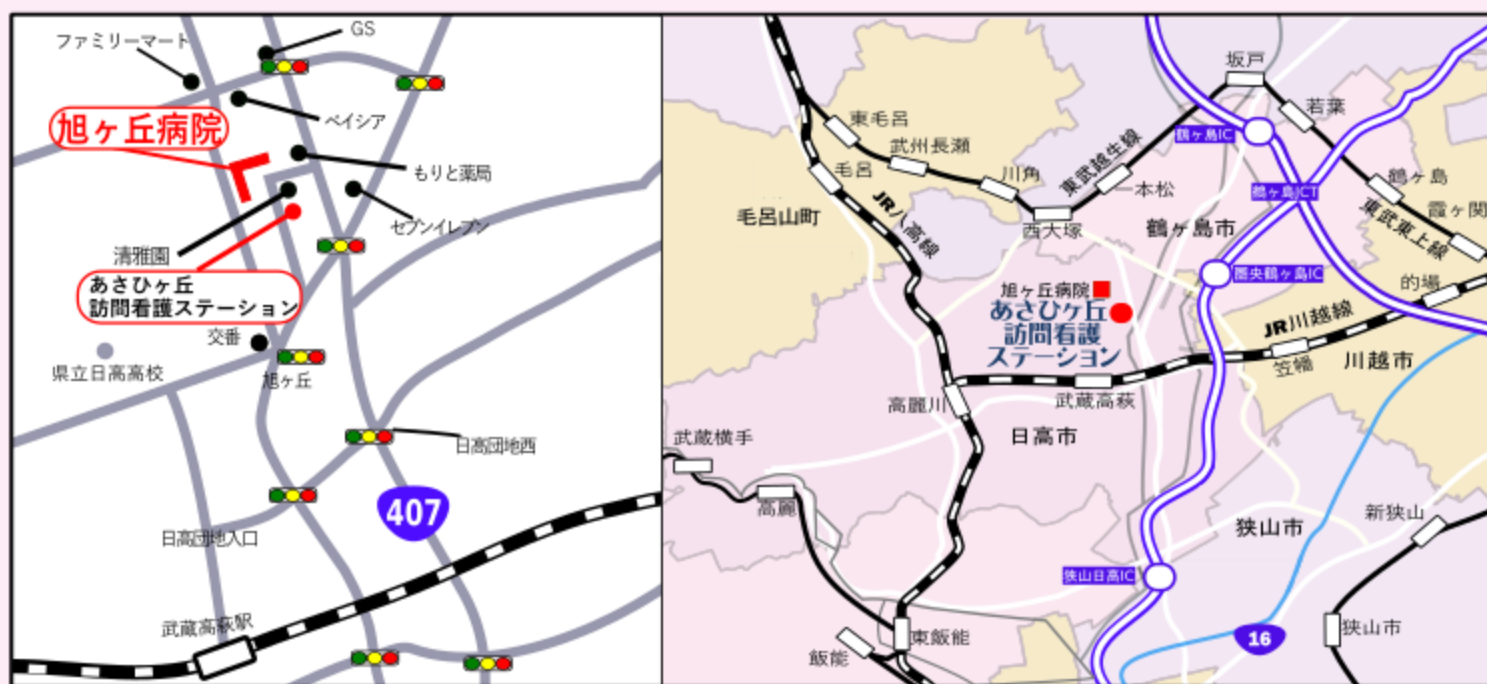 ファミリーマート
GS
旭ヶ丘病院
ベイシア
もりと薬局
セブンイレブン
清雅園
あさひヶ丘
訪問看護ステーション
交番
県立日高高校
旭ヶ丘
日高団地西
407
日高団地入口
武蔵高萩駅
坂戸
若葉
東毛呂
鶴ヶ島IC
武州長瀬
東武越生線
毛呂
川角
一本松
鶴ヶ島
鶴ヶ島ICT
毛呂山町
JR八高線
西大塚
鶴ヶ島市
東武東上線
霞ヶ関
圏央鶴ヶ島IC
的場
旭ヶ丘病院
あさひケ丘
訪問看護
ステーション
JR川越線
笠幡
川越市
高麗川
武蔵高萩
武蔵横手
日高市
高麗
狭山市
新狭山
狭山日高IC
16
狭山市
東飯能
飯能